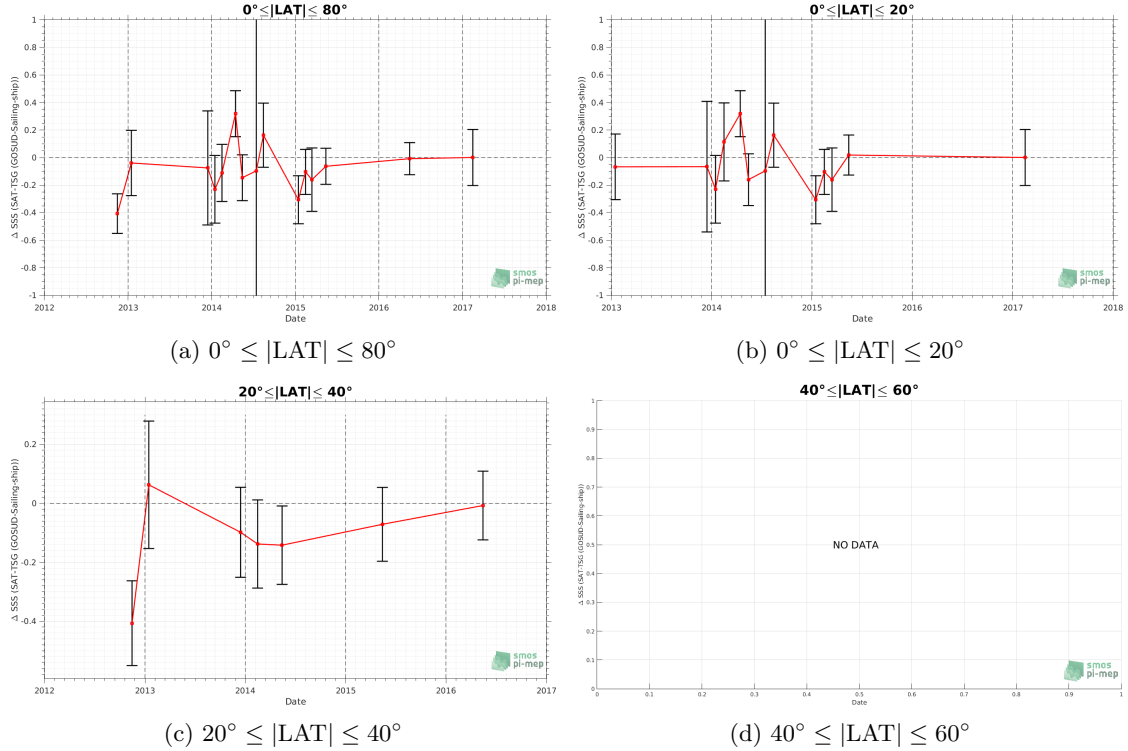 0°≤|LAT|≤ 80°
Δ SSS (SAT-TSG (GOSUD-Sailing-ship))
1
0.8
0.6
0.4
0.2
0
-0.2
-0.4
-0.6
-0.8
-1
2012 2013 2014 2015 2016 2017 2018
Date
smos
pi-mep
(a) 0° ≤ |LAT| ≤ 80°
0°≤|LAT|≤ 20°
Δ SSS (SAT-TSG (GOSUD-Sailing-ship))
1
0.8
0.6
0.4
0.2
0
-0.2
-0.4
-0.6
-0.8
-1
2013 2014 2015 2016 2017 2018
Date
smos
pi-mep
(b) 0° ≤ |LAT| ≤ 20°
20°≤|LAT|≤ 40°
Δ SSS (SAT-TSG (GOSUD-Sailing-ship))
0.2
0
-0.2
-0.4
2012 2013 2014 2015 2016 2017
Date
smos
pi-mep
(c) 20° ≤ |LAT| ≤ 40°
40°≤|LAT|≤ 60°
Δ SSS (SAT-TSG (GOSUD-Sailing-ship))
1
0.9
0.8
0.7
0.6
0.5
0.4
0.3
0.2
0.1
0
NO DATA
0 0.1 0.2 0.3 0.4 0.5 0.6 0.7 0.8 0.9 1
Date
smos
pi-mep
(d) 40° ≤ |LAT| ≤ 60°